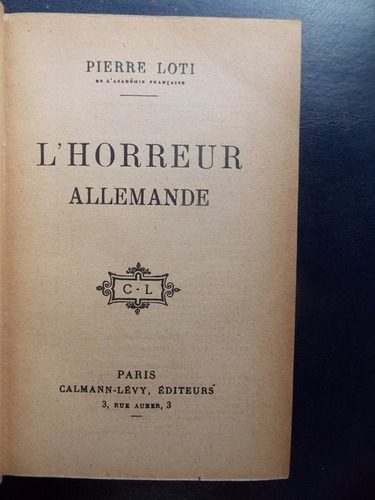 PIERRE LOTI
DE L'ACADÉMIE FRANÇAISE
L'HORREUR
ALLEMANDE
C-L
PARIS
CALMANN-LÉVY, ÉDITEURS
3, RUE AUBER, 3